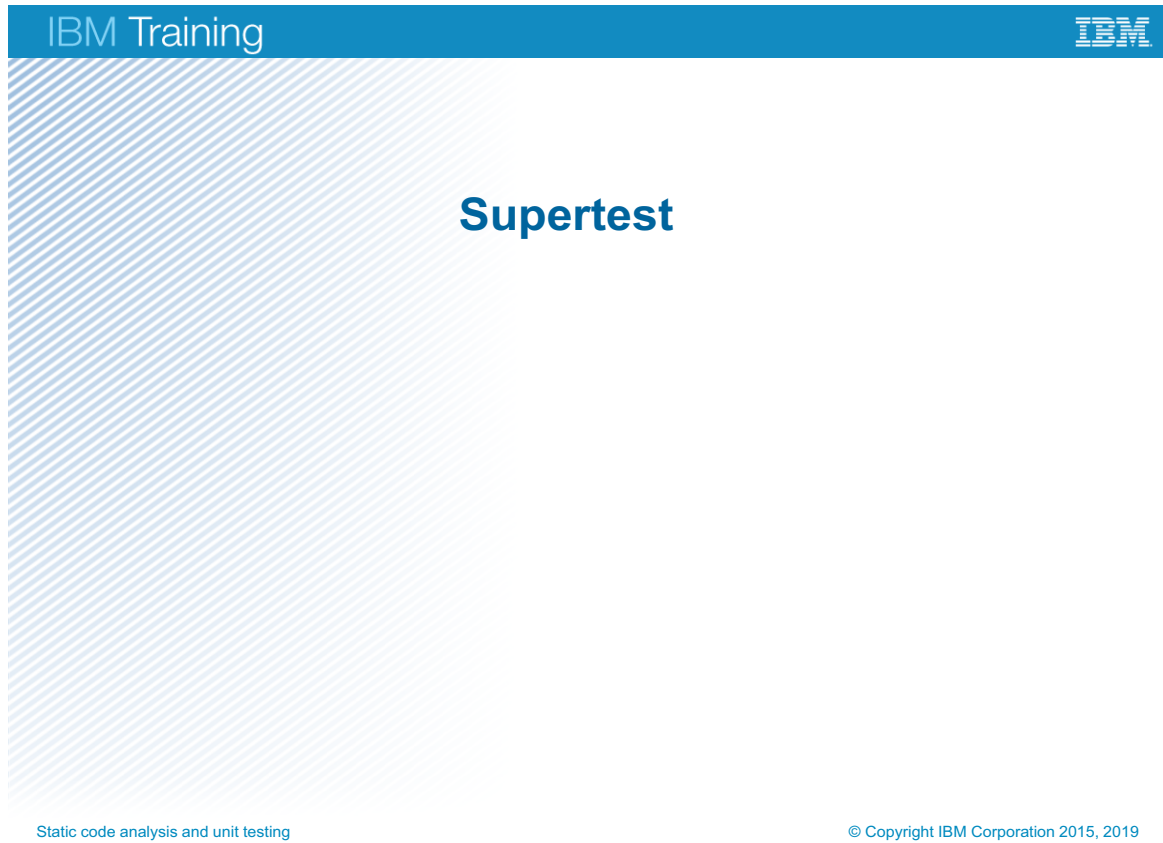 IBM Training
IBM
Supertest
Static code analysis and unit testing
© Copyright IBM Corporation 2015, 2019